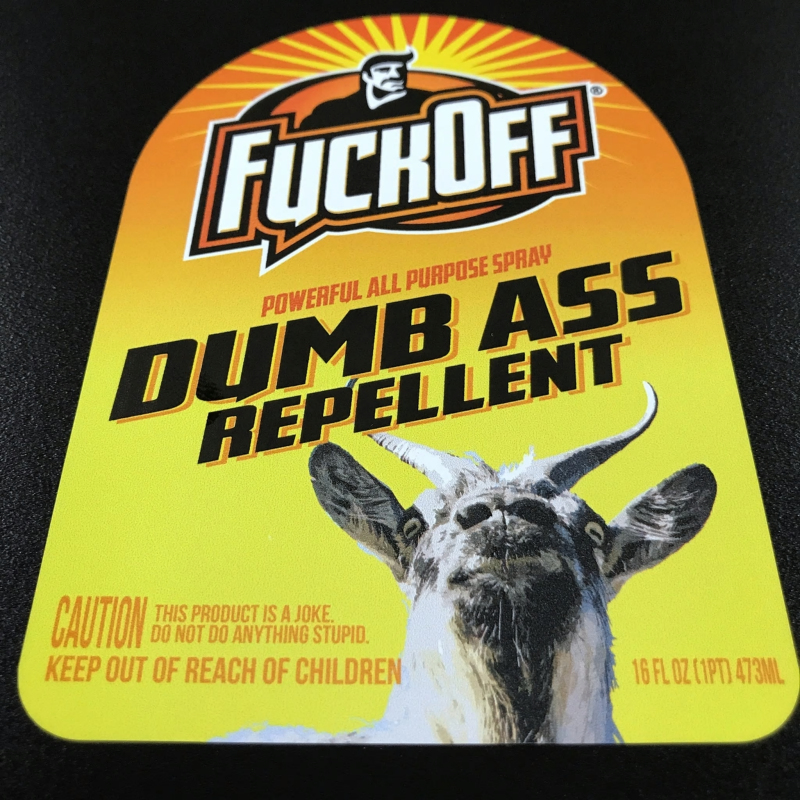 FUCKOFF®
POWERFUL ALL PURPOSE SPRAY
DUMB ASS
REPELLENT
CAUTION THIS PRODUCT IS A JOKE.
DO NOT DO ANYTHING STUPID.
KEEP OUT OF REACH OF CHILDREN
16 FL OZ (1PT) 473ML